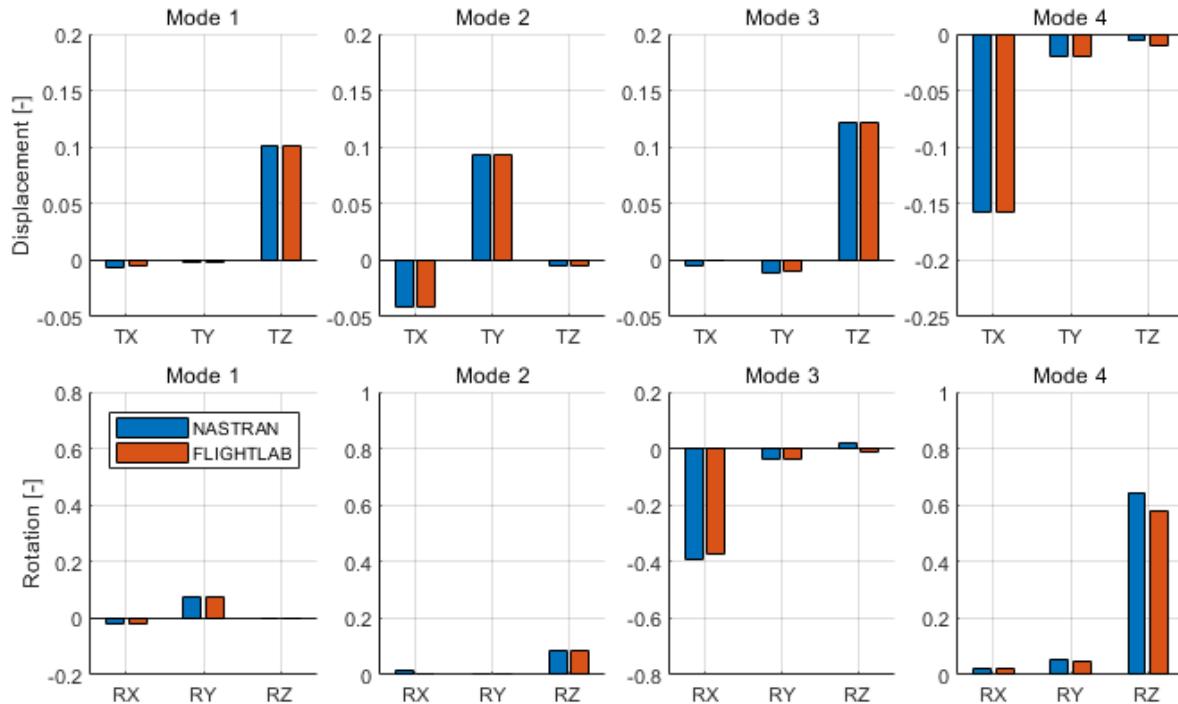 Mode 1 Mode 2 Mode 3 Mode 4
0.2 0.2 0.2 0
0.15 0.15 0.15 -0.05
0.1 0.1 0.1 -0.1
0.05 0.05 0.05 -0.15
0 0 0 -0.2
-0.05 -0.05 -0.05 -0.25
Displacement [-]
TX TY TZ TX TY TZ TX TY TZ TX TY TZ
Mode 1 Mode 2 Mode 3 Mode 4
0.8 1 0.2 1
0.6 0.8 0 0.8
0.4 0.6 -0.2 0.6
0.2 0.4 -0.4 0.4
0 0.2 -0.6 0.2
-0.2 0 -0.8 0
NASTRAN
FLIGHTLAB
Rotation [-]
RX RY RZ RX RY RZ RX RY RZ RX RY RZ